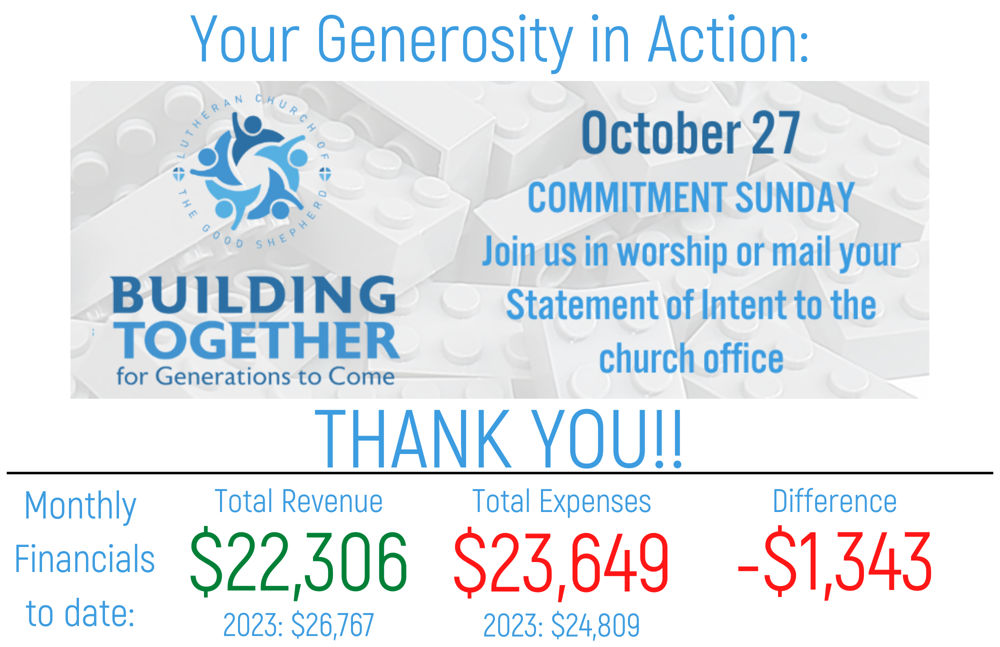 Your Generosity in Action:
LUTHERAN CHURCH OF
THE GOOD SHEPHERD
BUILDING
TOGETHER
for Generations to Come
October 27
COMMITMENT SUNDAY
Join us in worship or mail your
Statement of Intent to the
church office
THANK YOU!!
Monthly
Financials
to date:
Total Revenue
$22,306
2023: $26,767
Total Expenses
$23,649
2023: $24,809
Difference
-$1,343